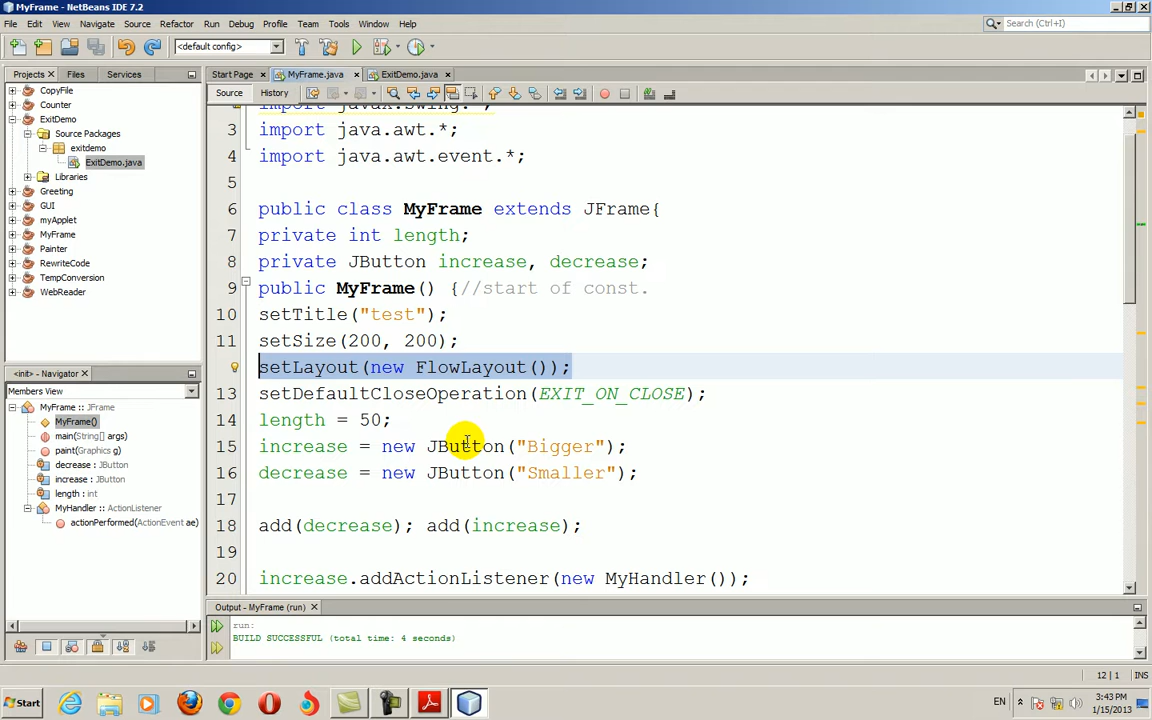 MyFrame - NetBeans IDE 7.2
File Edit View Navigate Source Refactor Run Debug Profile Team Tools Window Help
<default config>
Search (Ctrl+I)
Projects Files Services
Start Page MyFrame.java ExitDemo.java
Source History
CopyFile
Counter
ExitDemo
Source Packages
exitdemo
ExitDemo.java
Libraries
Greeting
GUI
myApplet
MyFrame
Painter
RewriteCode
TempConversion
WebReader
import javax.swing.*;
3 import java.awt.*;
4 import java.awt.event.*;
5
6 public class MyFrame extends JFrame{
7 private int length;
8 private JButton increase, decrease;
9 public MyFrame() {//start of const.
10 setTitle("test");
11 setSize(200, 200);
setLayout(new FlowLayout());
13 setDefaultCloseOperation(EXIT_ON_CLOSE);
14 length = 50;
15 increase = new JButton("Bigger");
16 decrease = new JButton("Smaller");
17
18 add(decrease); add(increase);
19
20 increase.addActionListener(new MyHandler());
<init> - Navigator
Members View
MyFrame :: JFrame
MyFrame()
main(String[] args)
paint(Graphics g)
decrease : JButton
increase : JButton
length : int
MyHandler :: ActionListener
actionPerformed(ActionEvent ae)
Output - MyFrame (run)
run:
BUILD SUCCESSFUL (total time: 4 seconds)
12 | 1 INS
Start
EN
3:43 PM
1/15/2013